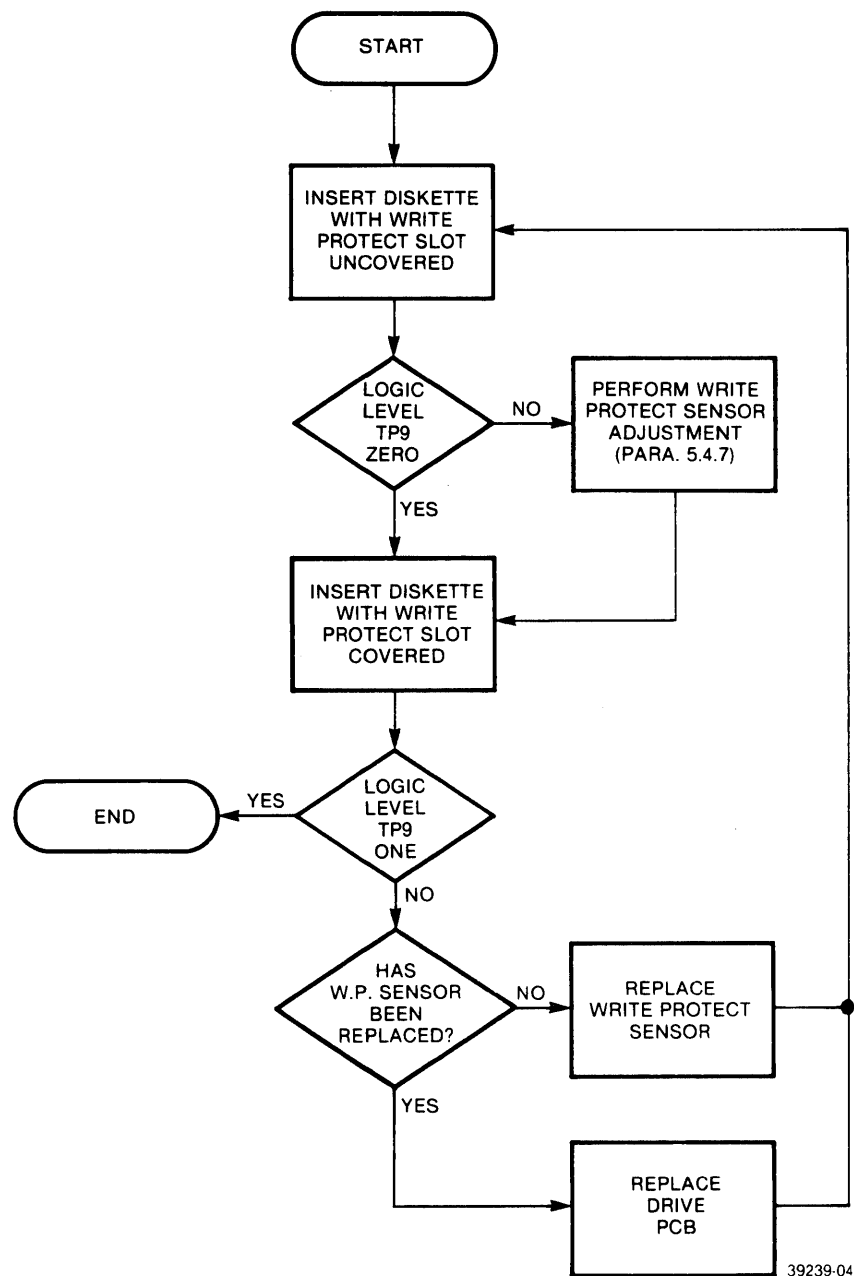 START
INSERT DISKETTE
WITH WRITE
PROTECT SLOT
UNCOVERED
LOGIC
LEVEL
TP9
ZERO
NO
PERFORM WRITE
PROTECT SENSOR
ADJUSTMENT
(PARA. 5.4.7)
YES
INSERT DISKETTE
WITH WRITE
PROTECT SLOT
COVERED
LOGIC
LEVEL
TP9
ONE
YES
END
NO
HAS
W.P. SENSOR
BEEN
REPLACED?
NO
REPLACE
WRITE PROTECT
SENSOR
YES
REPLACE
DRIVE
PCB
39239-04